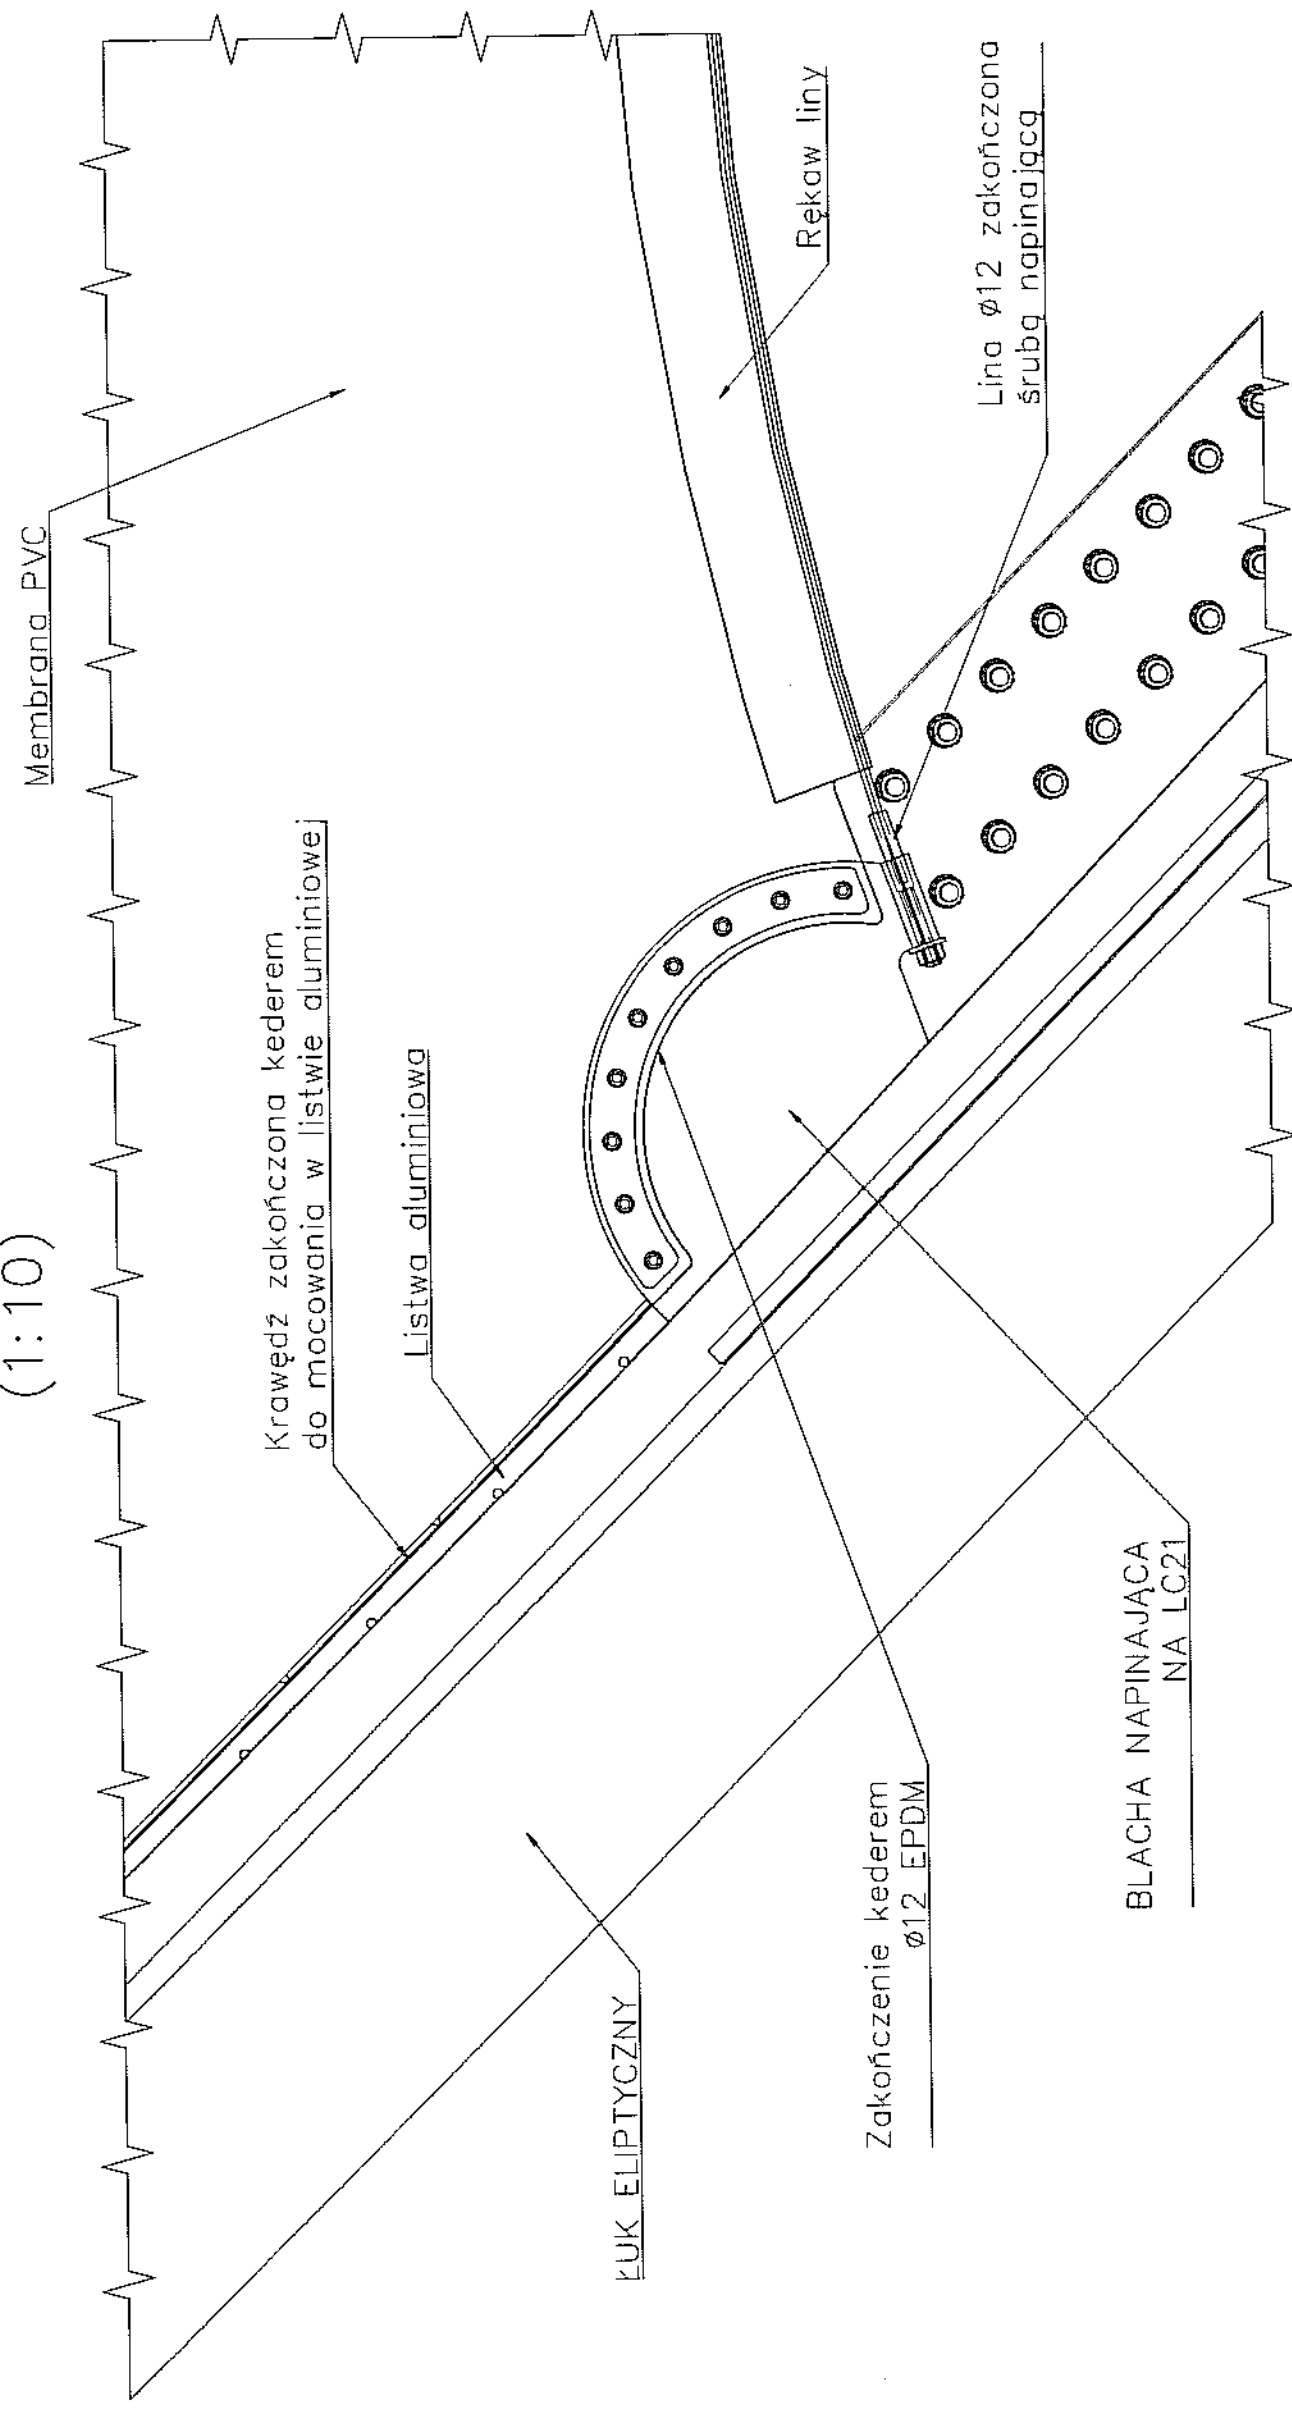 (1:10)
Membrana PVC
Krawędź zakończona kederem
do mocowania w listwie aluminiowej
Listwa aluminiowa
Rękaw liny
Lina ø12 zakończona
śrubą napinającą
ŁUK ELIPTYCZNY
Zakończenie kederem
ø12 EPDM
BLACHA NAPINAJĄCA
NA LC21